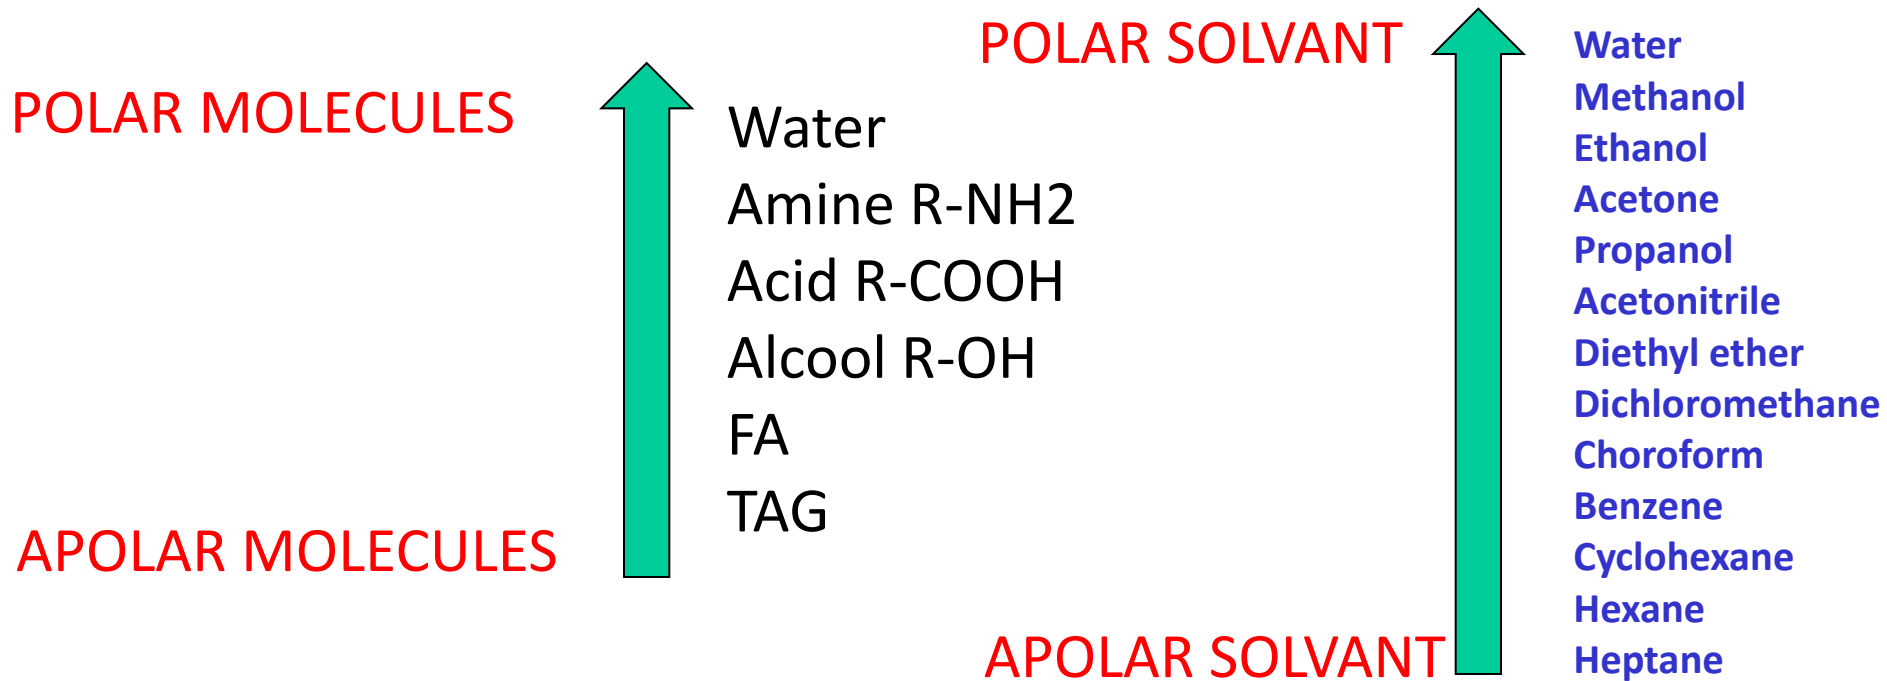 POLAR MOLECULES
APOLAR MOLECULES
Water
Amine R-NH2
Acid R-COOH
Alcool R-OH
FA
TAG
POLAR SOLVANT
APOLAR SOLVANT
Water
Methanol
Ethanol
Acetone
Propanol
Acetonitrile
Diethyl ether
Dichloromethane
Choroform
Benzene
Cyclohexane
Hexane
Heptane